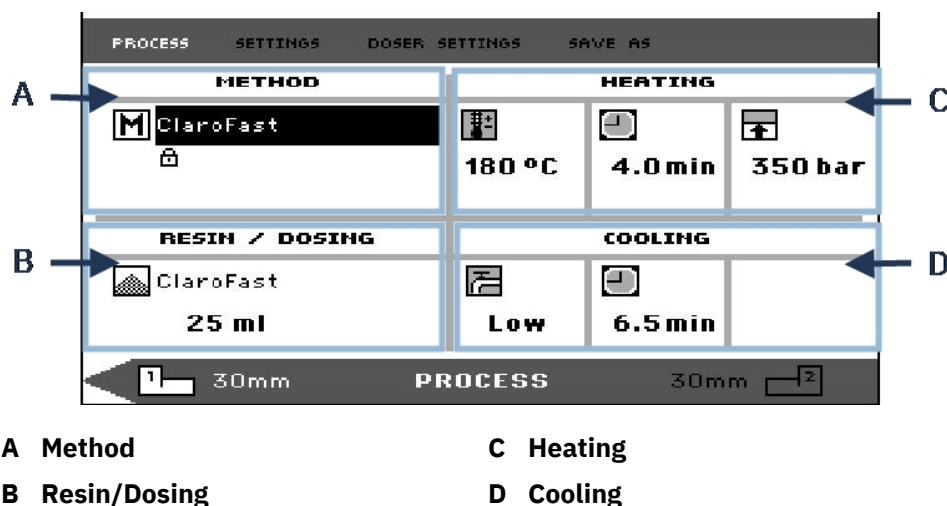 PROCESS SETTINGS DOSER SETTINGS SAVE AS
METHOD HEATING
A C
M ClaroFast
180 ºC 4.0 min 350 bar
RESIN / DOSING COOLING
B D
ClaroFast
25 ml Low 6.5 min
1 30mm PROCESS 30mm 2
A Method C Heating
B Resin/Dosing D Cooling